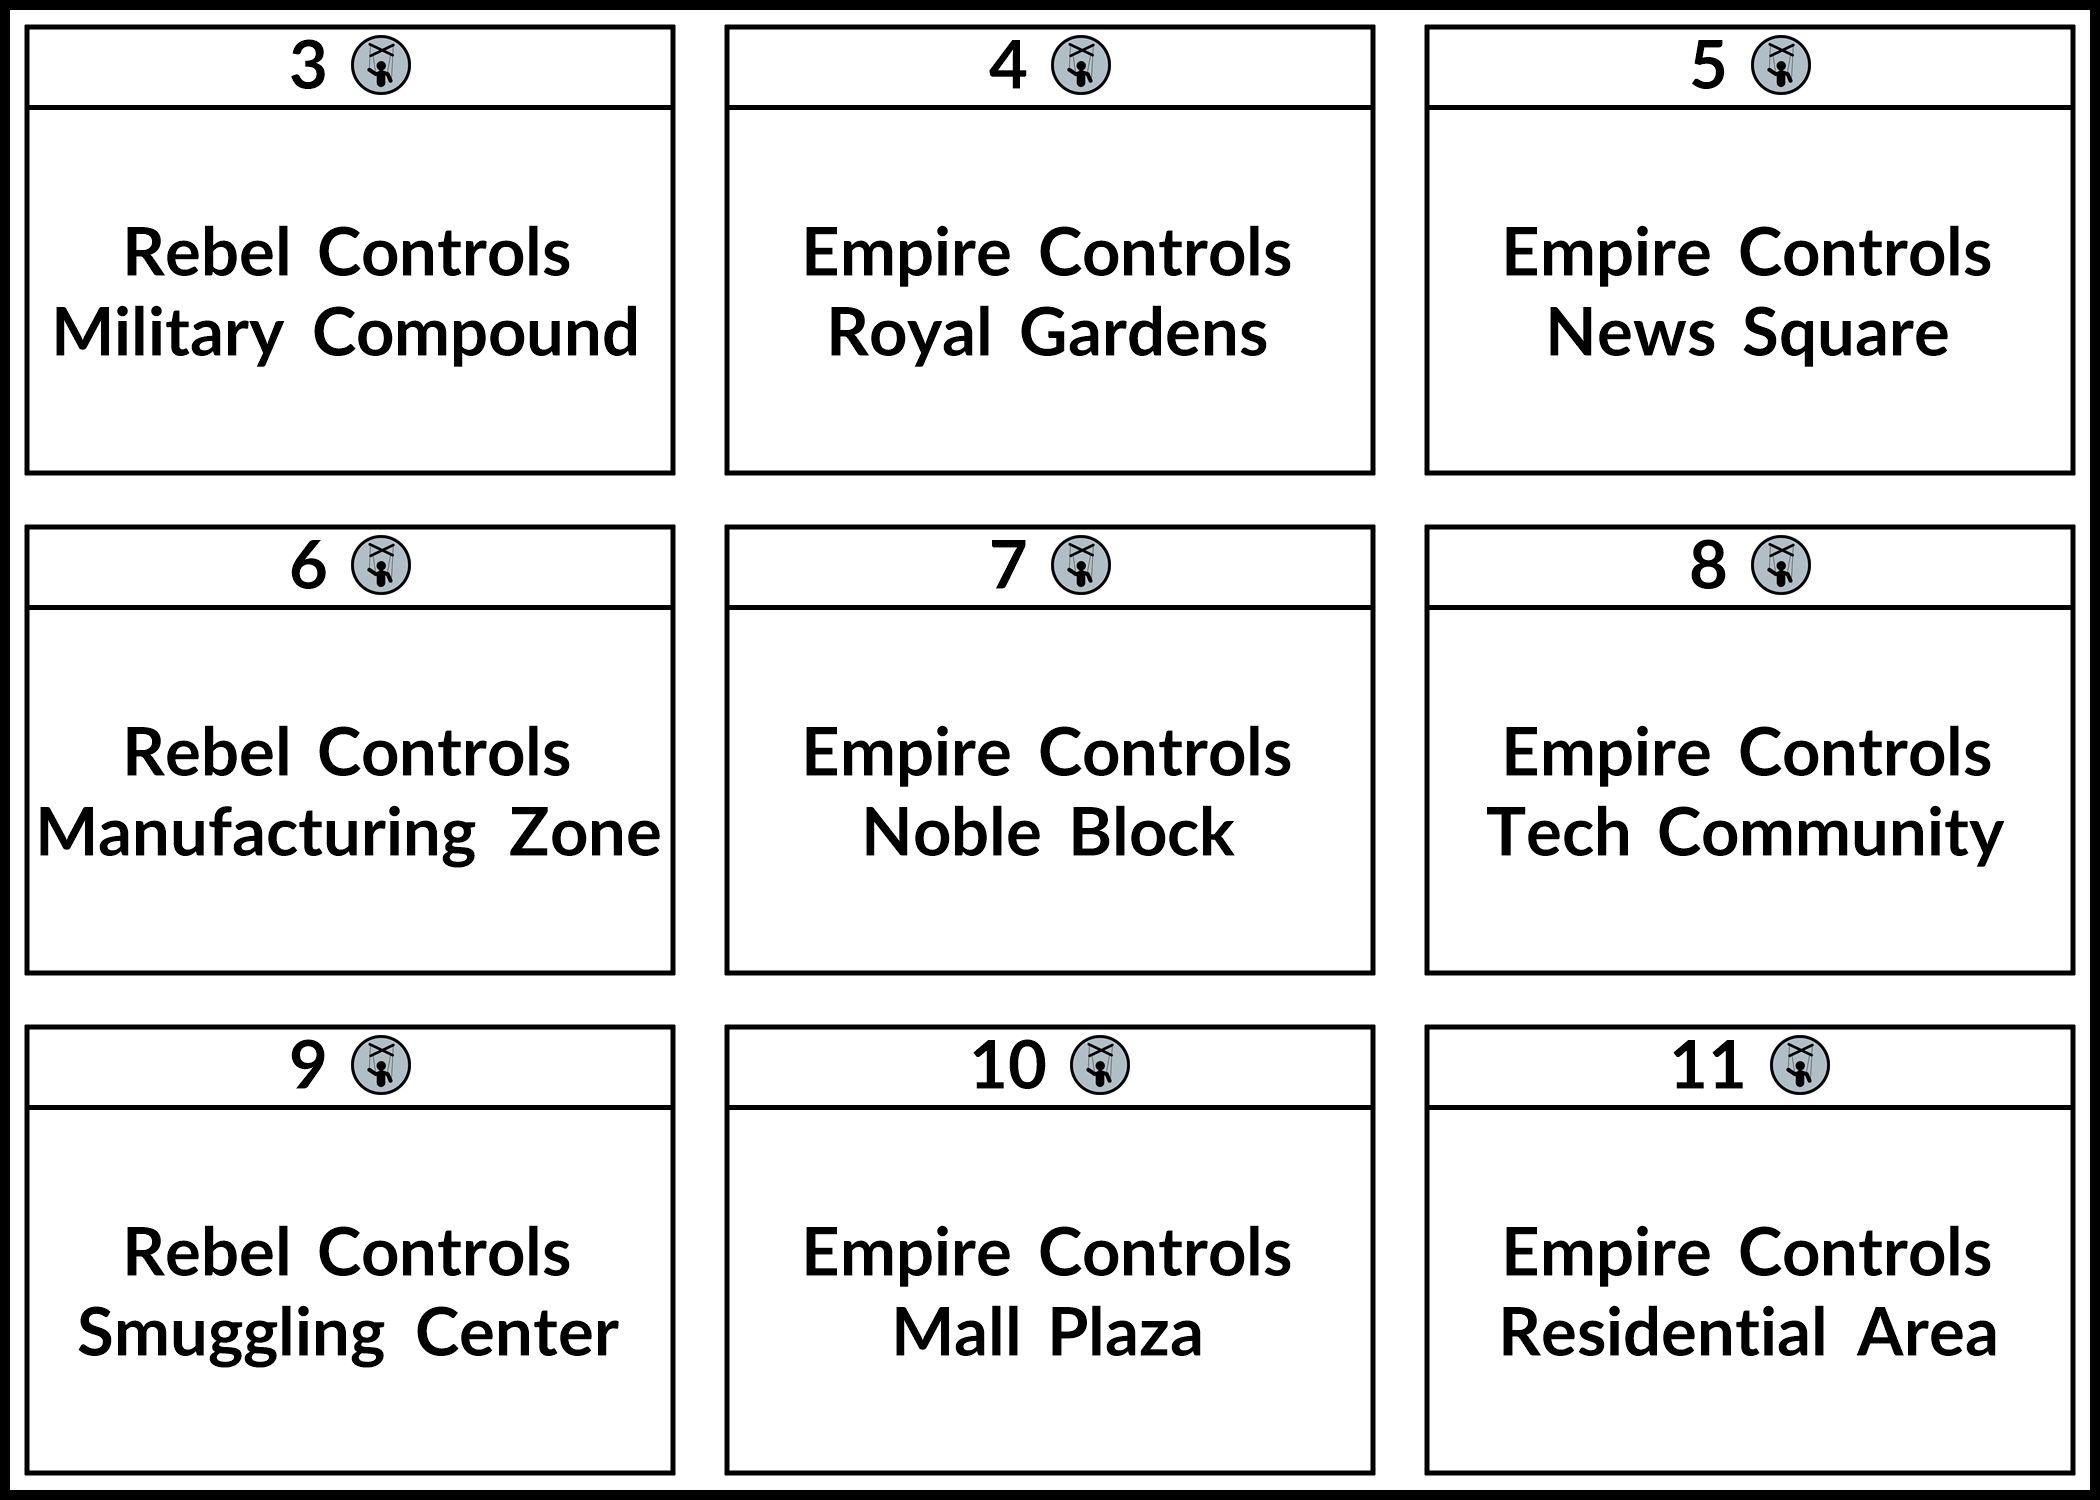 3
Rebel Controls
Military Compound
4
Empire Controls
Royal Gardens
5
Empire Controls
News Square
6
Rebel Controls
Manufacturing Zone
7
Empire Controls
Noble Block
8
Empire Controls
Tech Community
9
Rebel Controls
Smuggling Center
10
Empire Controls
Mall Plaza
11
Empire Controls
Residential Area